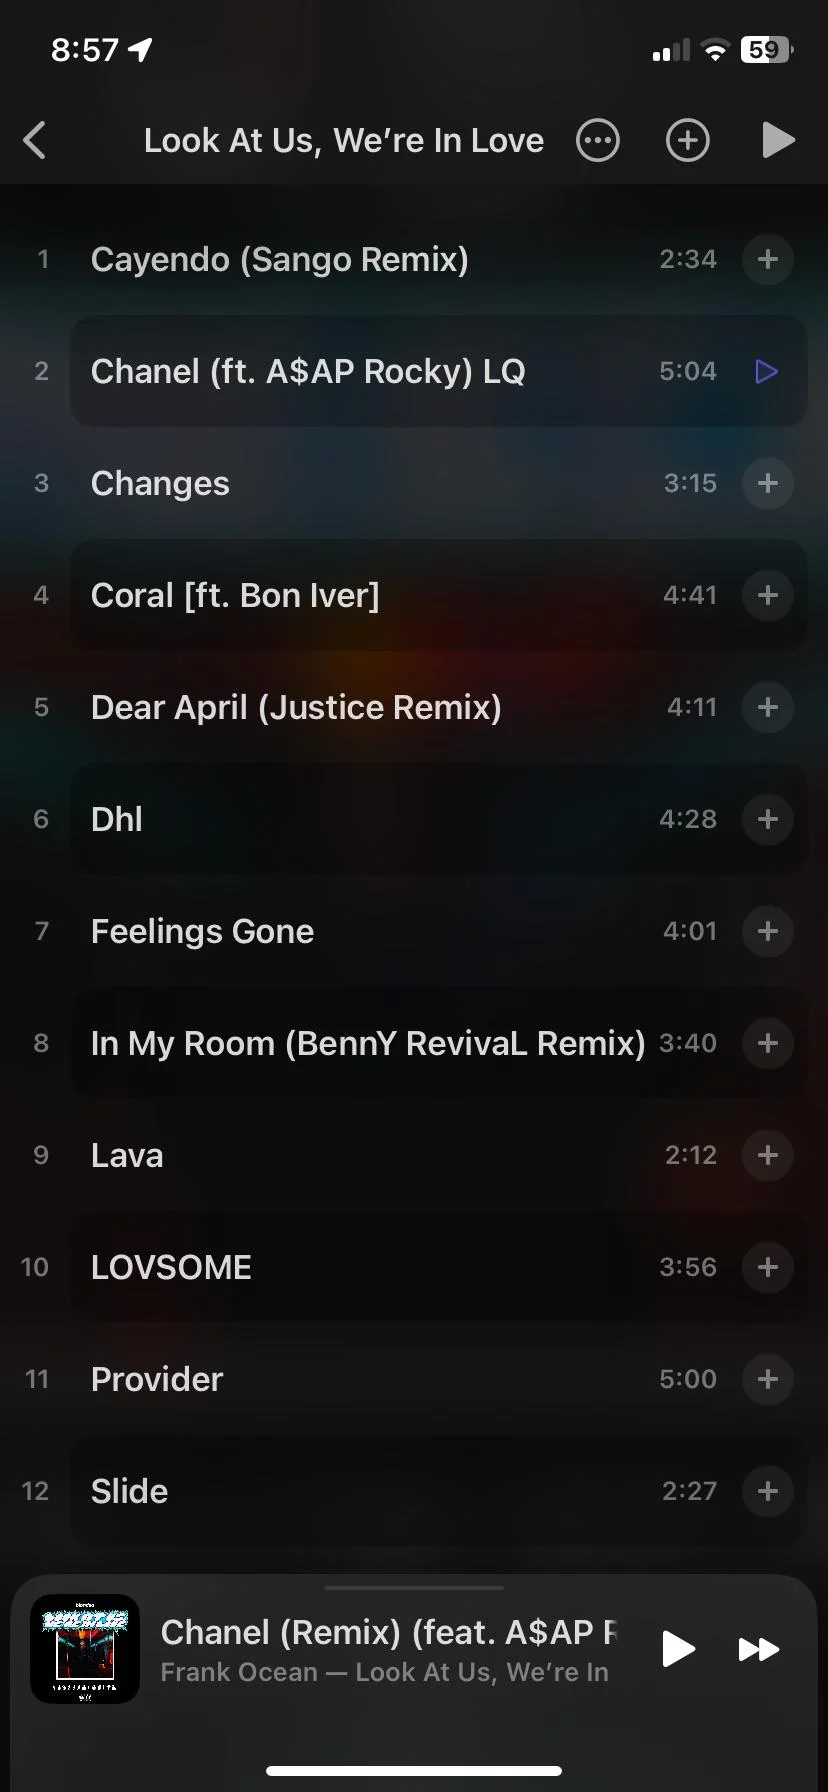 8:57
59
Look At Us, We're In Love
1 Cayendo (Sango Remix) 2:34
2 Chanel (ft. A$AP Rocky) LQ 5:04
3 Changes 3:15
4 Coral [ft. Bon Iver] 4:41
5 Dear April (Justice Remix) 4:11
6 Dhl 4:28
7 Feelings Gone 4:01
8 In My Room (BennY RevivaL Remix) 3:40
9 Lava 2:12
10 LOVSOME 3:56
11 Provider 5:00
12 Slide 2:27
blonded
Chanel (Remix) (feat. A$AP R
Frank Ocean — Look At Us, We're In